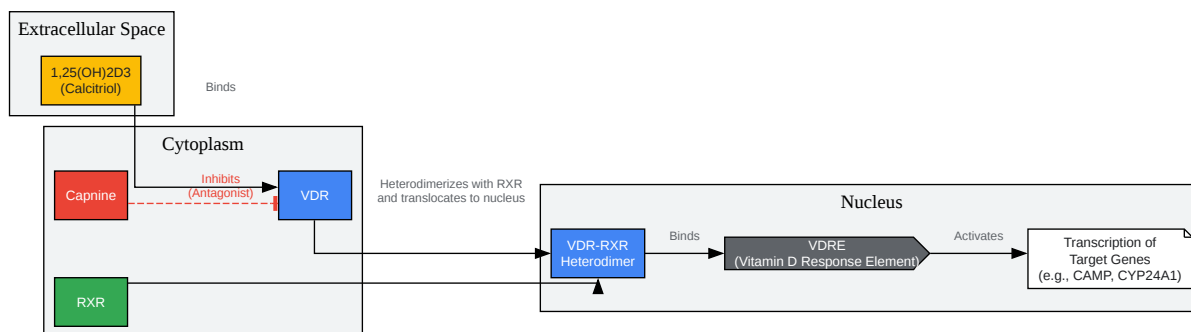 Extracellular Space
1,25(OH)2D3
(Calcitriol)
Binds
Cytoplasm
Capnine
Inhibits
(Antagonist)
VDR
Heterodimerizes with RXR
and translocates to nucleus
RXR
Nucleus
VDR-RXR
Heterodimer
Binds
VDRE
(Vitamin D Response Element)
Activates
Transcription of
Target Genes
(e.g., CAMP, CYP24A1)